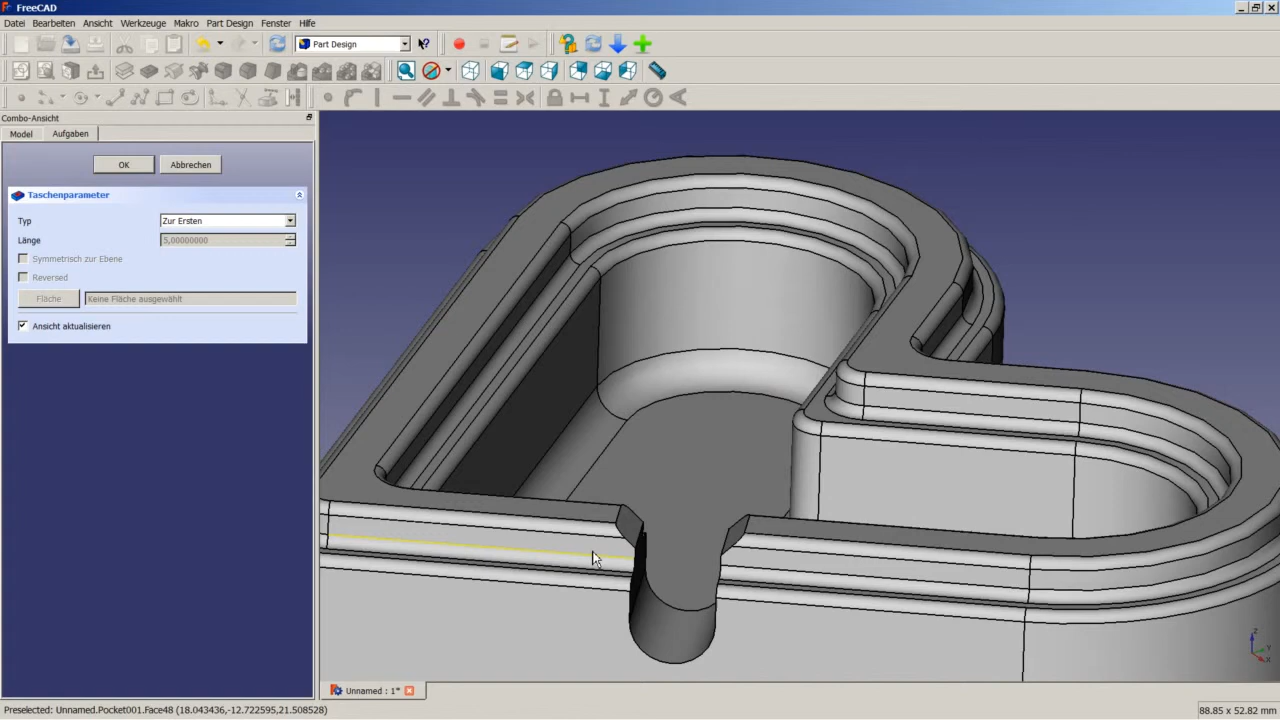 FreeCAD
Datei Bearbeiten Ansicht Werkzeuge Makro Part Design Fenster Hilfe
Part Design
Combo-Ansicht
Model Aufgaben
OK Abbrechen
Taschenparameter
Typ Zur Ersten
Länge 5,00000000
Symmetrisch zur Ebene
Reversed
Fläche Keine Fläche ausgewählt
Ansicht aktualisieren
Z
Y
X
Unnamed : 1*
Preselected: Unnamed.Pocket001.Face48 (18.043436,-12.722595,21.508528) 88.85 x 52.82 mm